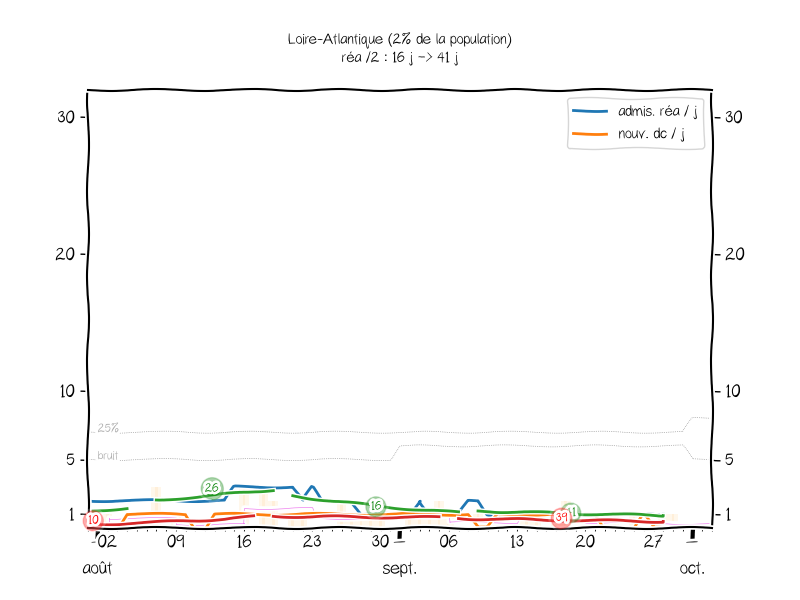 Loire-Atlantique (2% de la population)
réa /2 : 16 j -> 41 j
admis. réa / j
nouv. dc / j
30 30
20 20
10 10
25%
bruit
5 5
1 1
26
16
10
39
02 09 16 23 30 06 13 20 27
août sept. oct.